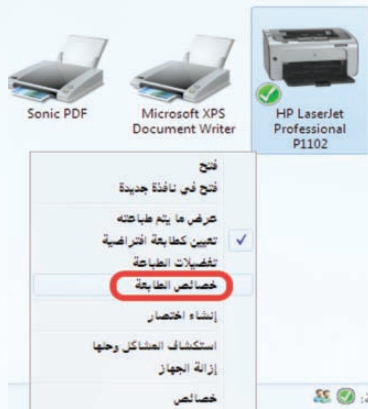 Sonic PDF
Microsoft XPS
Document Writer
HP LaserJet
Professional
P1102
فتح
فتح في نافذة جديدة
عرض ما يتم طباعته
تعيين كطابعة افتراضية
تفضيلات الطباعة
خصائص الطابعة
إنشاء اختصار
استكشاف المشاكل وحلها
إزالة الجهاز
خصائص